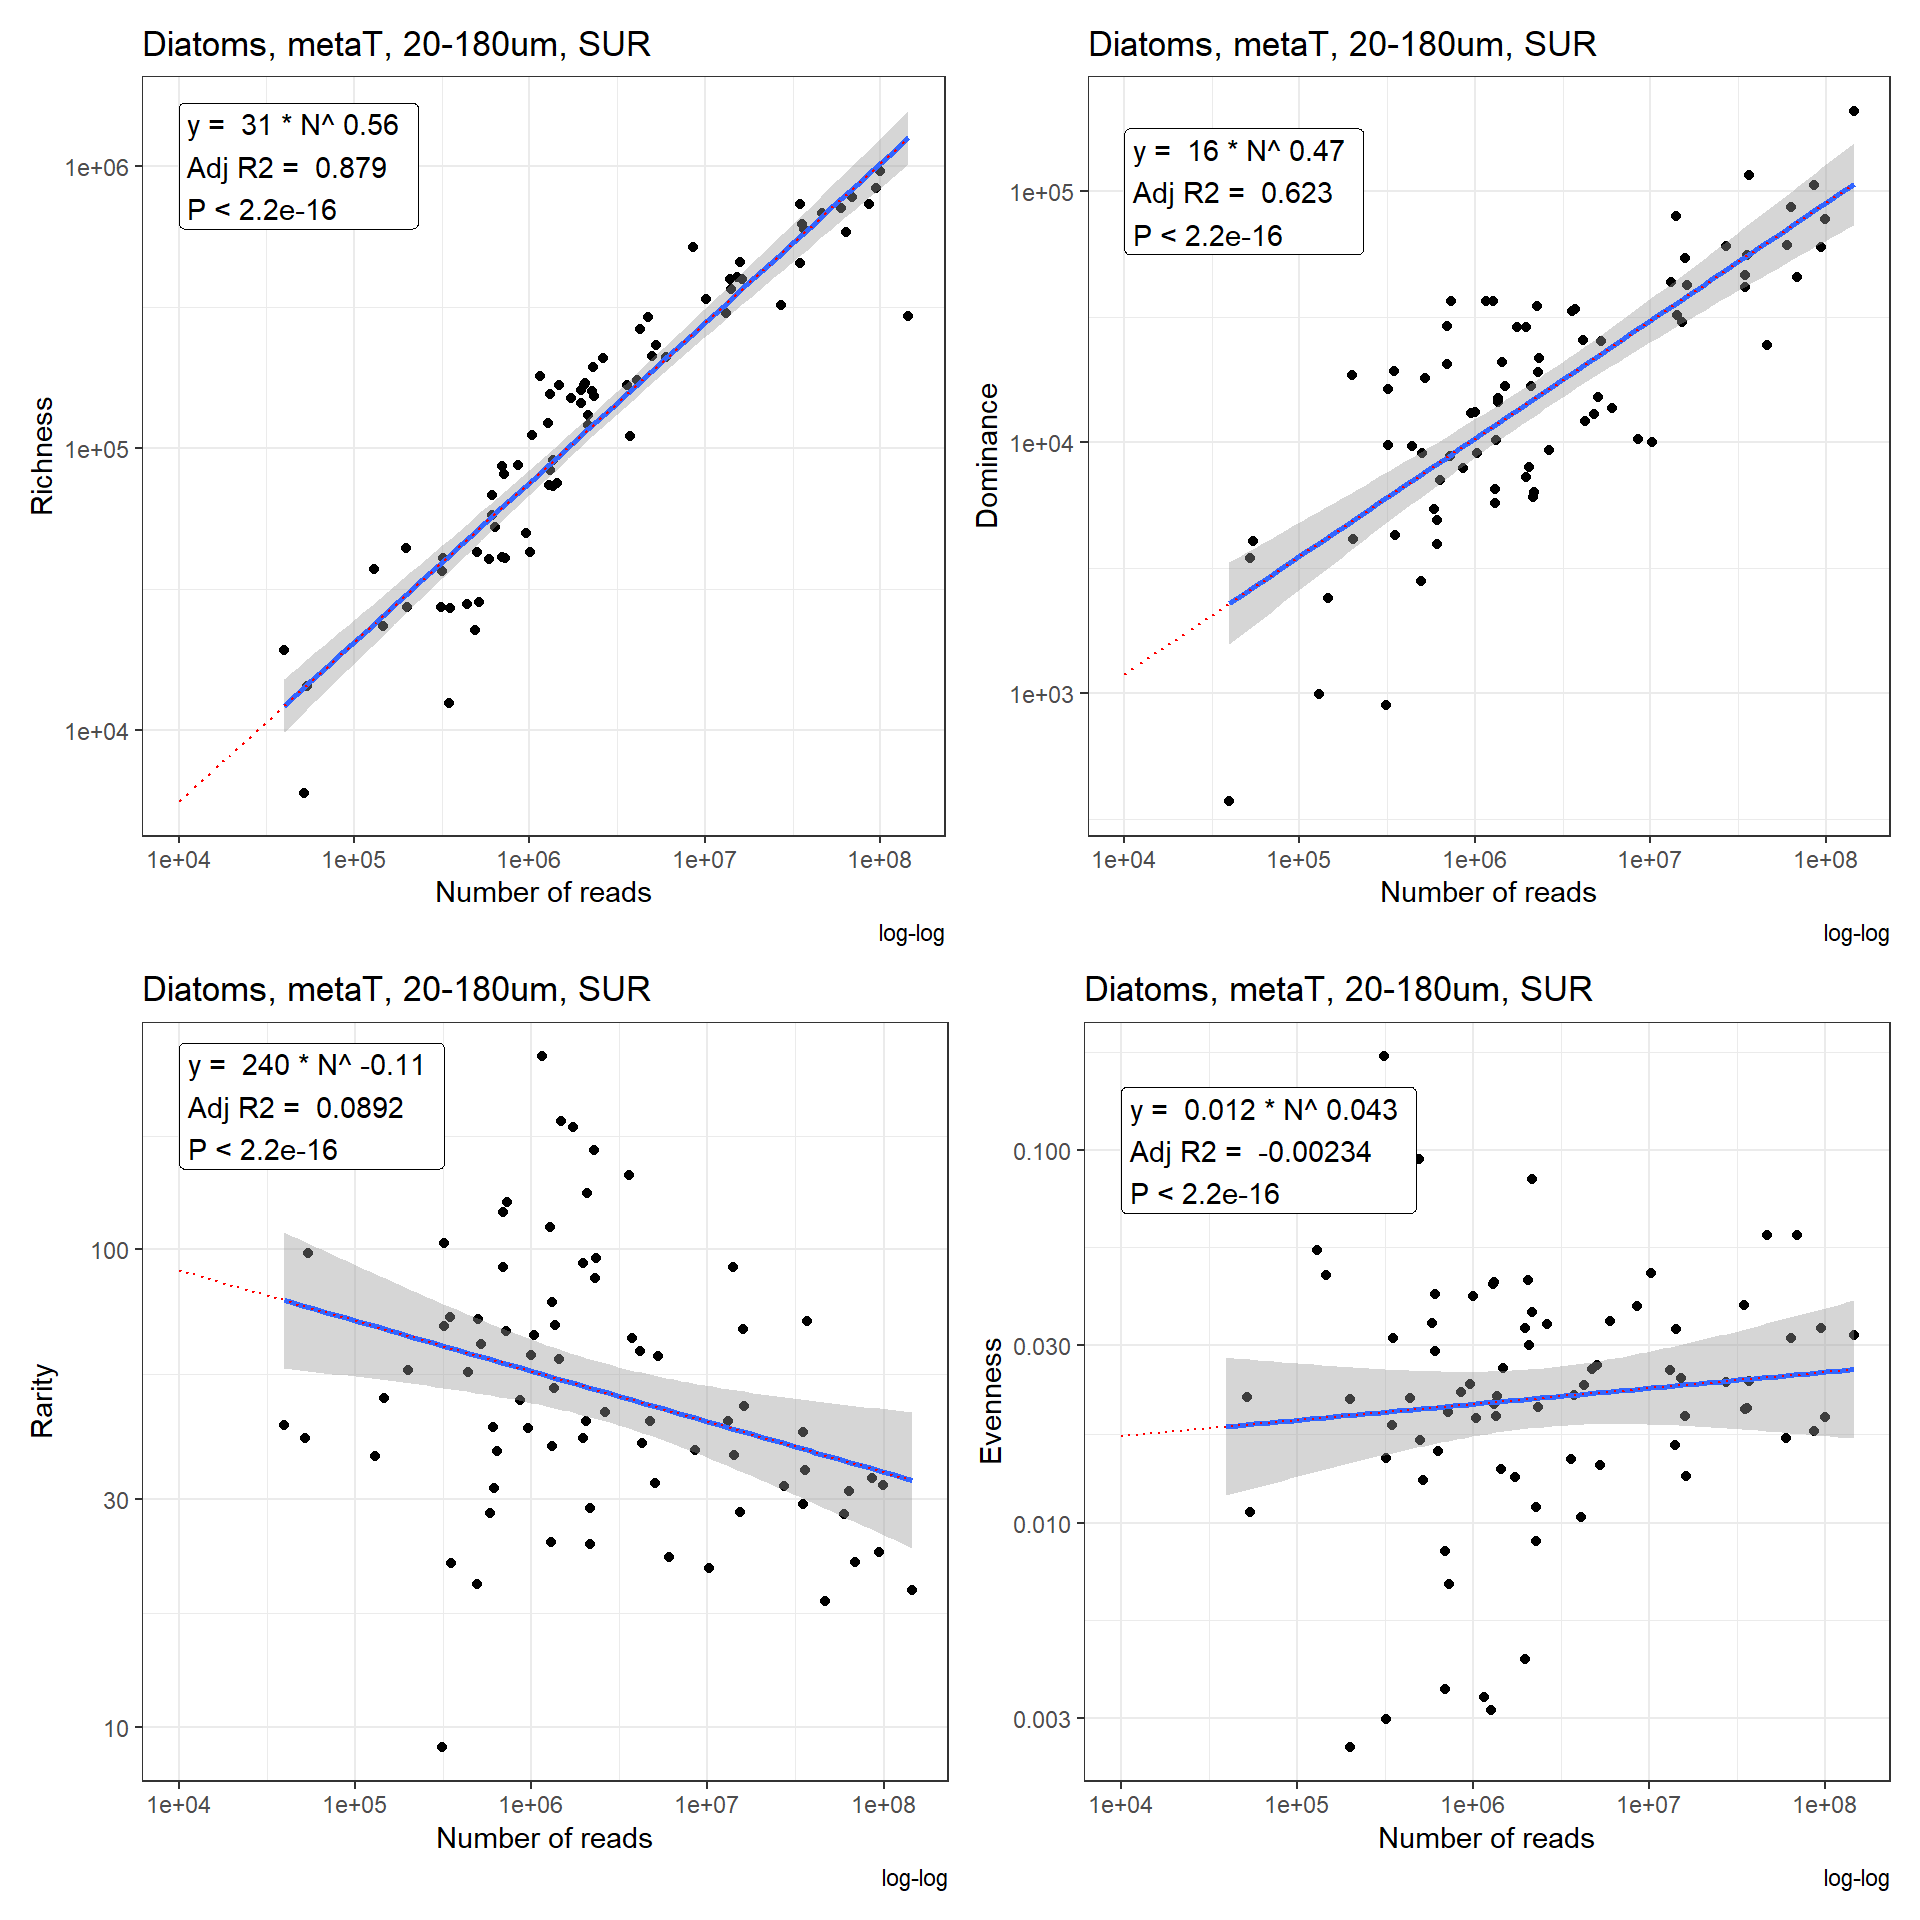 Diatoms, metaT, 20-180um, SUR
y =  31 * N^ 0.56
Adj R2 =  0.879
P < 2.2e-16
1e+06
1e+05
1e+04
Richness
1e+04 1e+05 1e+06 1e+07 1e+08
Number of reads
log-log
Diatoms, metaT, 20-180um, SUR
y =  16 * N^ 0.47
Adj R2 =  0.623
P < 2.2e-16
1e+05
1e+04
1e+03
Dominance
1e+04 1e+05 1e+06 1e+07 1e+08
Number of reads
log-log
Diatoms, metaT, 20-180um, SUR
y =  240 * N^ -0.11
Adj R2 =  0.0892
P < 2.2e-16
100
30
10
Rarity
1e+04 1e+05 1e+06 1e+07 1e+08
Number of reads
log-log
Diatoms, metaT, 20-180um, SUR
y =  0.012 * N^ 0.043
Adj R2 =  -0.00234
P < 2.2e-16
0.100
0.030
0.010
0.003
Evenness
1e+04 1e+05 1e+06 1e+07 1e+08
Number of reads
log-log